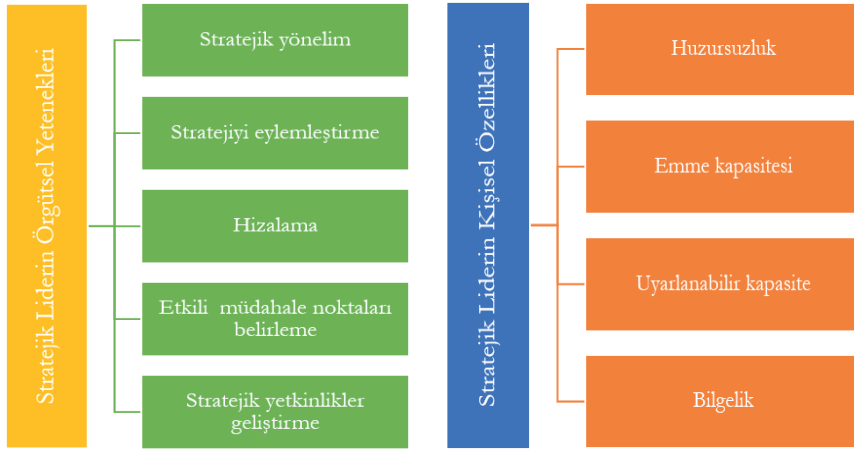 Stratejik Liderin Örgütsel Yetenekleri
Stratejik yönelim
Stratejiyi eylemleştirme
Hizalama
Etkili müdahale noktaları
belirleme
Stratejik yetkinlikler
geliştirme
Stratejik Liderin Kişisel Özellikleri
Huzursuzluk
Emme kapasitesi
Uyarlanabilir kapasite
Bilgelik